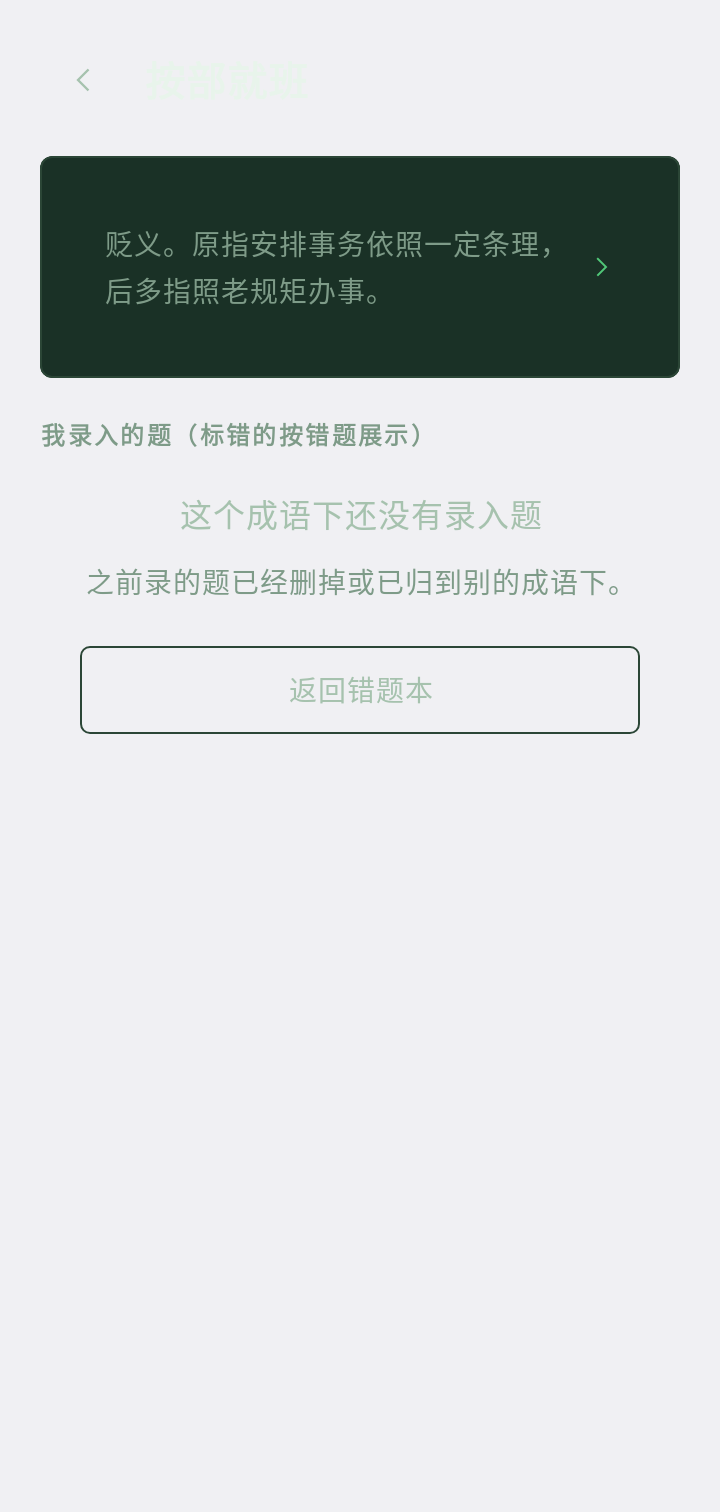 贬义。原指安排事务依照一定条理，
后多指照老规矩办事。
我录入的题（标错的按错题展示）
这个成语下还没有录入题
之前录的题已经删掉或已归到别的成语下。
返回错题本